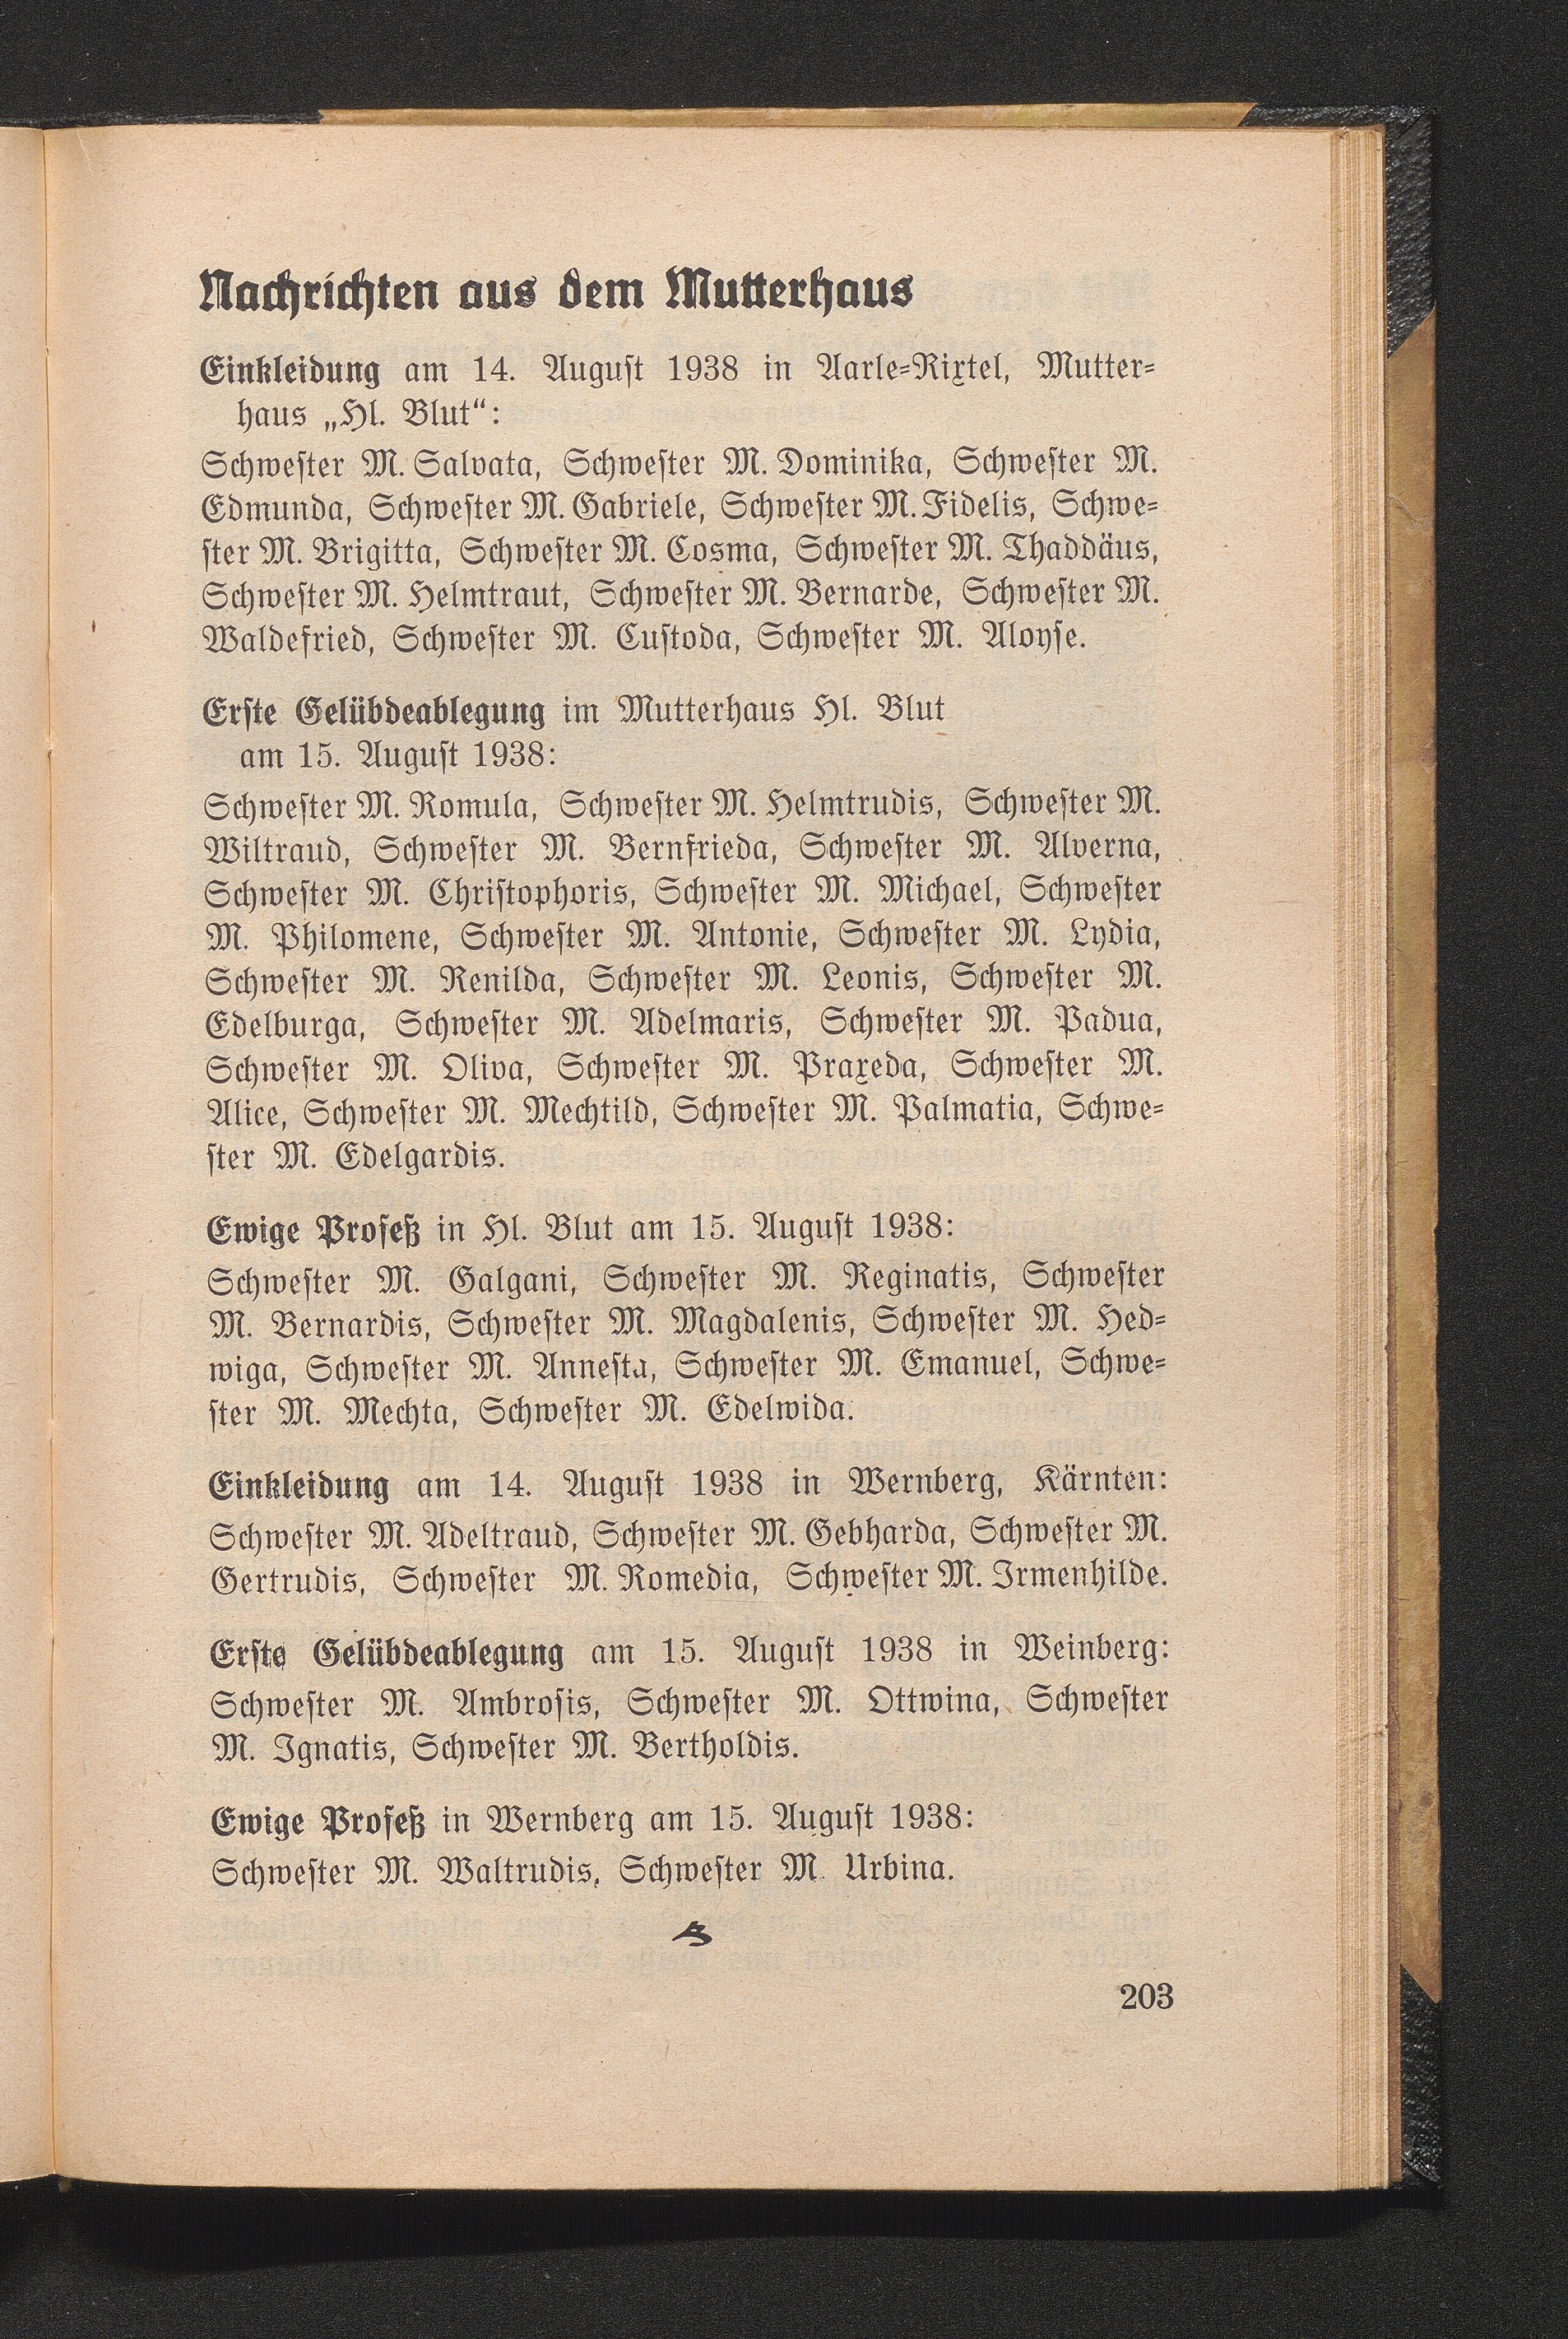 Nachrichten aus dem Mutterhaus
Einkleidung am 14. August 1938 in Aarle-Rixtel, Mutter-
haus „Hl. Blut“:
Schwester M. Salvata, Schwester M. Dominika, Schwester M.
Edmunda, Schwester M. Gabriele, Schwester M. Fidelis, Schwe-
ster M. Brigitta, Schwester M. Cosma, Schwester M. Thaddäus,
Schwester M. Helmtraut, Schwester M. Bernarde, Schwester M.
Waldefried, Schwester M. Custoda, Schwester M. Aloyse.
Erste Gelübdeablegung im Mutterhaus Hl. Blut
am 15. August 1938:
Schwester M. Romula, Schwester M. Helmtrudis, Schwester M.
Wiltraud, Schwester M. Bernfrieda, Schwester M. Alverna,
Schwester M. Christophoris, Schwester M. Michael, Schwester
M. Philomene, Schwester M. Antonie, Schwester M. Lydia,
Schwester M. Renilda, Schwester M. Leonis, Schwester M.
Edelburga, Schwester M. Adelmaris, Schwester M. Padua,
Schwester M. Oliva, Schwester M. Praxeda, Schwester M.
Alice, Schwester M. Mechtild, Schwester M. Palmatia, Schwe-
ster M. Edelgardis.
Ewige Profeß in Hl. Blut am 15. August 1938:
Schwester M. Galgani, Schwester M. Reginatis, Schwester
M. Bernardis, Schwester M. Magdalenis, Schwester M. Hed-
wiga, Schwester M. Annesta, Schwester M. Emanuel, Schwe-
ster M. Mechta, Schwester M. Edelwida.
Einkleidung am 14. August 1938 in Wernberg, Kärnten:
Schwester M. Adeltraud, Schwester M. Gebharda, Schwester M.
Gertrudis, Schwester M. Romedia, Schwester M. Irmenhilde.
Erste Gelübdeablegung am 15. August 1938 in Weinberg:
Schwester M. Ambrosis, Schwester M. Ottwina, Schwester
M. Ignatis, Schwester M. Bertholdis.
Ewige Profeß in Wernberg am 15. August 1938:
Schwester M. Waltrudis, Schwester M. Urbina.
203